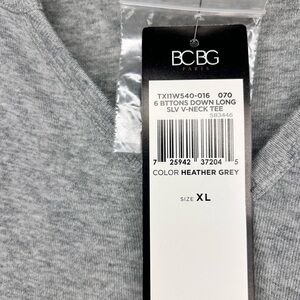 BCBG
PARIS
TX11W540-016 070
6 BTTONS DOWN LONG
SLV V-NECK TEE
583446
7 25942 37204 5
COLOR HEATHER GREY
SIZE XL